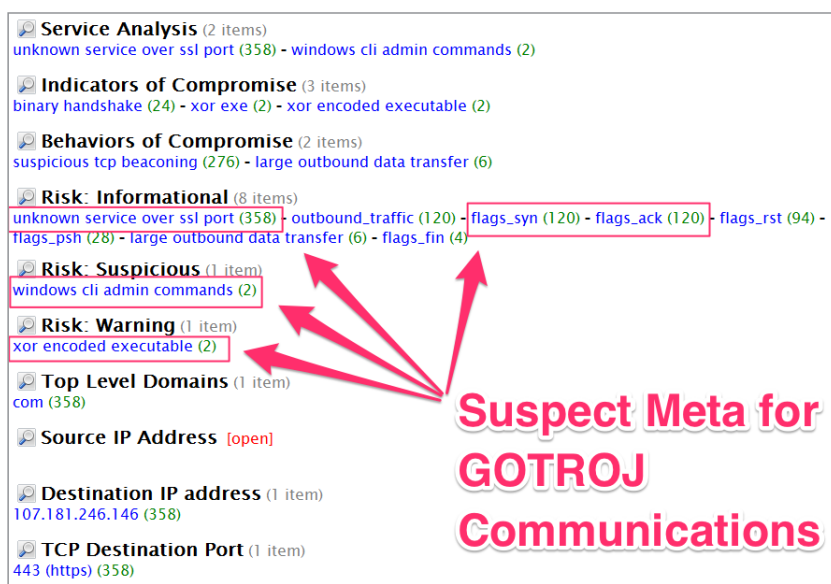 Service Analysis (2 items)
unknown service over ssl port (358) - windows cli admin commands (2)
Indicators of Compromise (3 items)
binary handshake (24) - xor exe (2) - xor encoded executable (2)
Behaviors of Compromise (2 items)
suspicious tcp beaconing (276) - large outbound data transfer (6)
Risk: Informational (8 items)
unknown service over ssl port (358) - outbound_traffic (120) - flags_syn (120) - flags_ack (120) - flags_rst (94) -
flags_psh (28) - large outbound data transfer (6) - flags_fin (4)
Risk: Suspicious (1 item)
windows cli admin commands (2)
Risk: Warning (1 item)
xor encoded executable (2)
Top Level Domains (1 item)
com (358)
Source IP Address [open]
Destination IP address (1 item)
107.181.246.146 (358)
TCP Destination Port (1 item)
443 (https) (358)
Suspect Meta for
GOTROJ
Communications